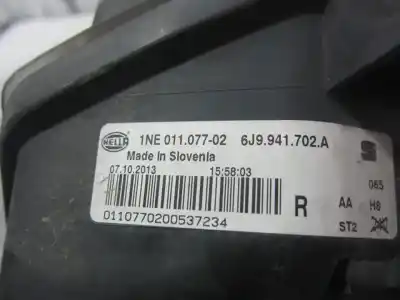 HELLA 1NE 011.077-02 6J9.941.702.A
Made in Slovenia
07.10.2013 15:58:03
065
R AA H8
0110770200537234 ST2